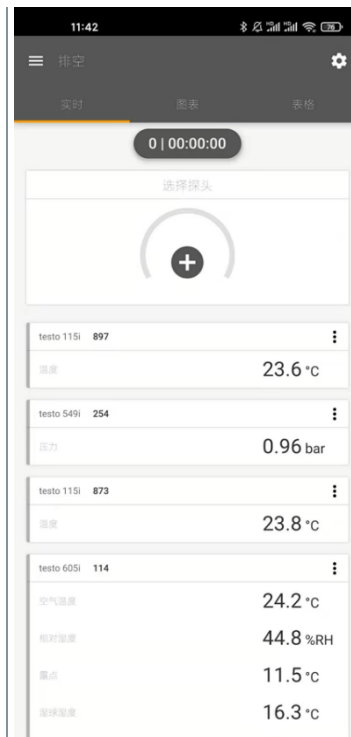 11:42
76
排空
实时 图表 表格
0 | 00:00:00
选择探头
testo 115i 897
温度 23.6 °C
testo 549i 254
压力 0.96 bar
testo 115i 873
温度 23.8 °C
testo 605i 114
空气温度 24.2 °C
相对湿度 44.8 %RH
露点 11.5 °C
湿球温度 16.3 °C